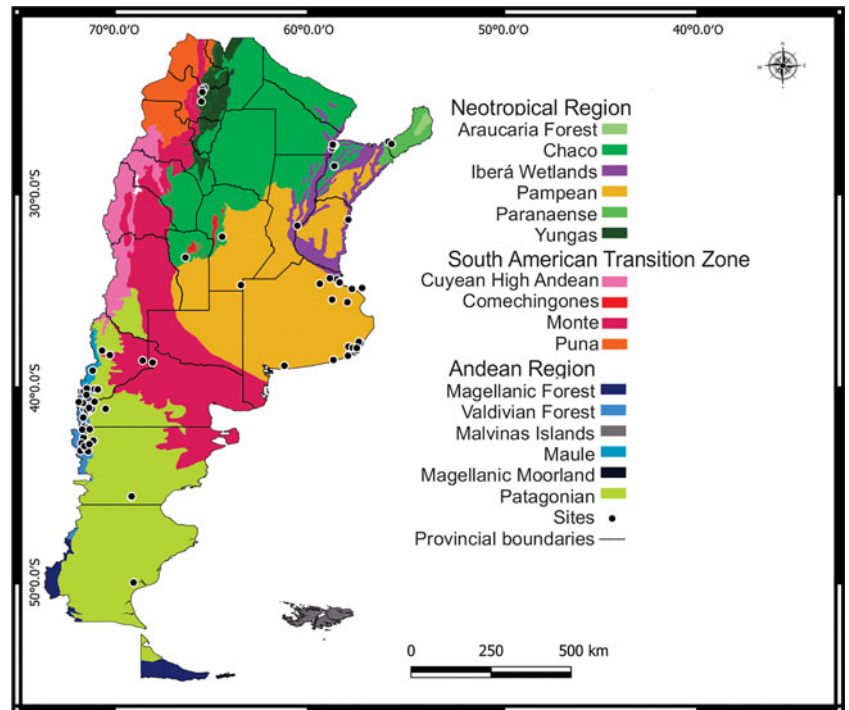 70°0.0'O
60°0.0'O
50°0.0'O
40°0.0'O
N
W
E
S
30°0.0'S
40°0.0'S
50°0.0'S
Neotropical Region
Araucaria Forest
Chaco
Iberá Wetlands
Pampean
Paranaense
Yungas
South American Transition Zone
Cuyean High Andean
Comechingones
Monte
Puna
Andean Region
Magellanic Forest
Valdivian Forest
Malvinas Islands
Maule
Magellanic Moorland
Patagonian
Sites
Provincial boundaries
0 250 500 km